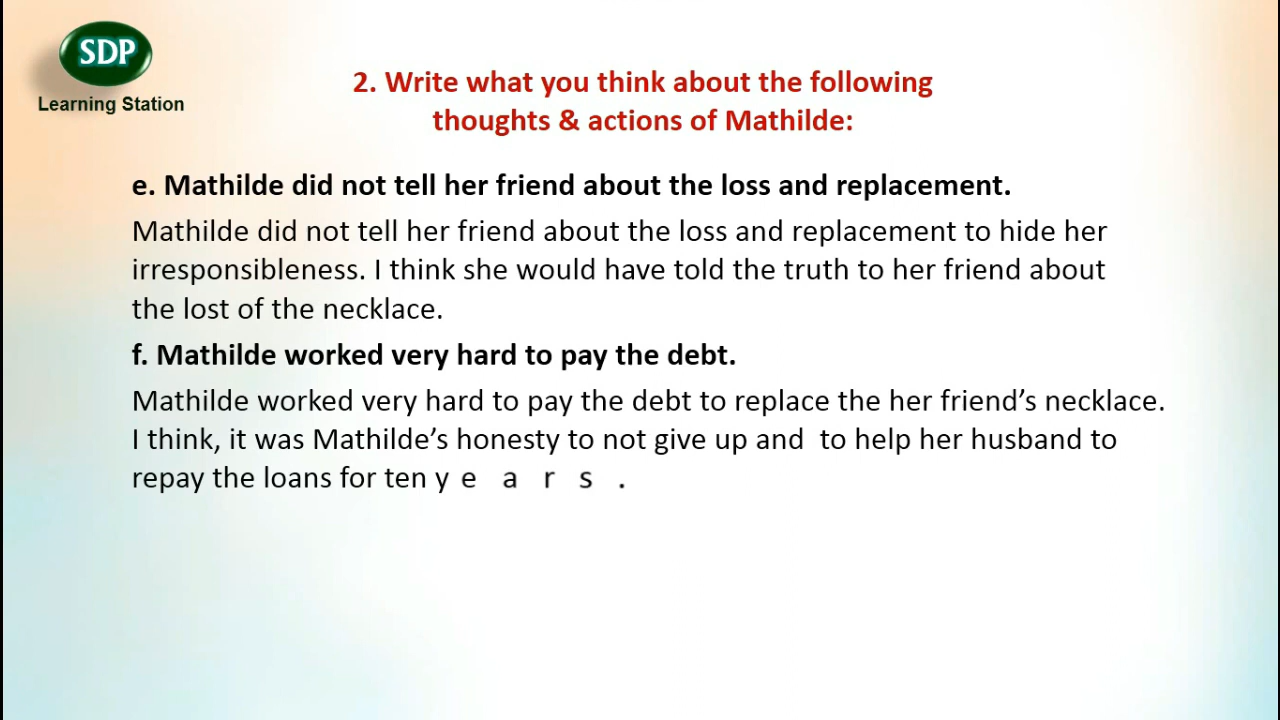 SDP
Learning Station
2. Write what you think about the following
thoughts & actions of Mathilde:
e. Mathilde did not tell her friend about the loss and replacement.
Mathilde did not tell her friend about the loss and replacement to hide her
irresponsibleness. I think she would have told the truth to her friend about
the lost of the necklace.
f. Mathilde worked very hard to pay the debt.
Mathilde worked very hard to pay the debt to replace the her friend’s necklace.
I think, it was Mathilde’s honesty to not give up and  to help her husband to
repay the loans for ten y e a r s .